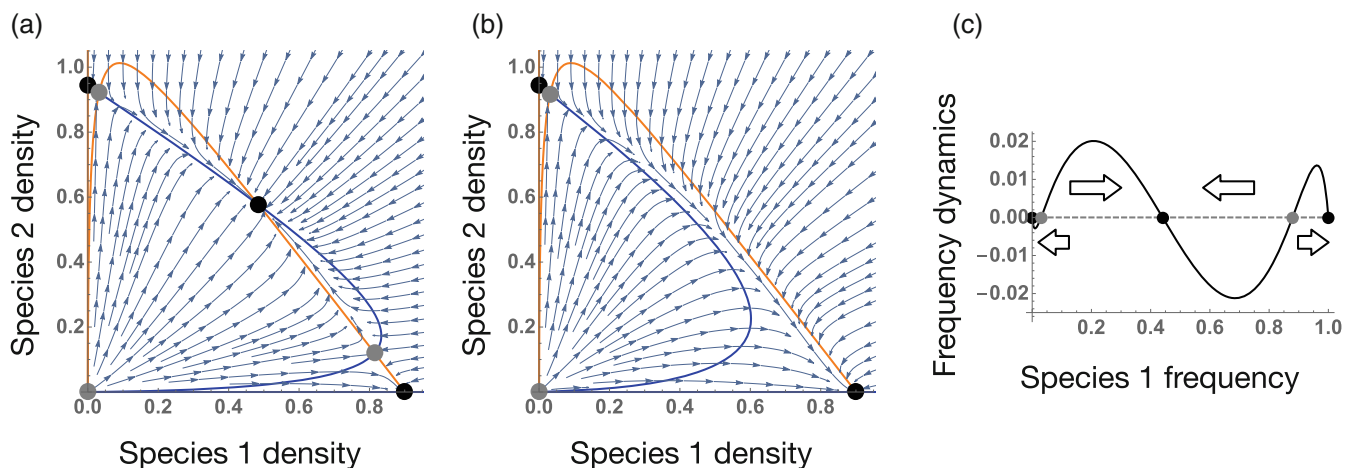 (a)
Species 2 density
1.0
0.8
0.6
0.4
0.2
0.0 0.2 0.4 0.6 0.8
Species 1 density
(b)
Species 2 density
1.0
0.8
0.6
0.4
0.2
0.0 0.2 0.4 0.6 0.8
Species 1 density
(c)
Frequency dynamics
0.02
0.01
0.00
−0.01
−0.02
0.2 0.4 0.6 0.8 1.0
Species 1 frequency